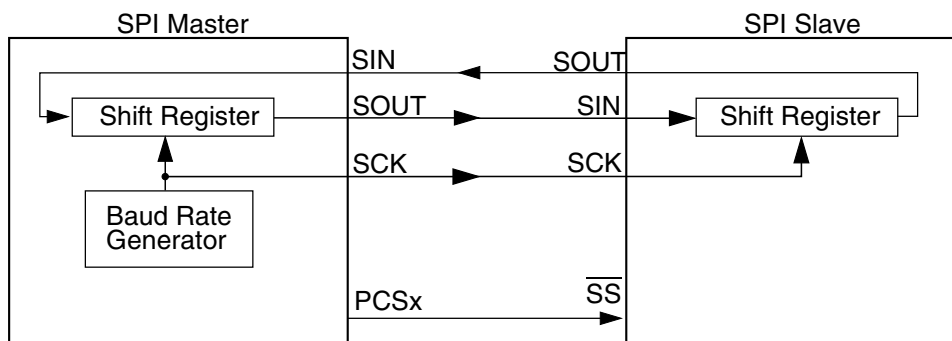 SPI Master
SPI Slave
SIN
SOUT
Shift Register
SOUT
SIN
Shift Register
SCK
SCK
Baud Rate
Generator
PCSx
SS